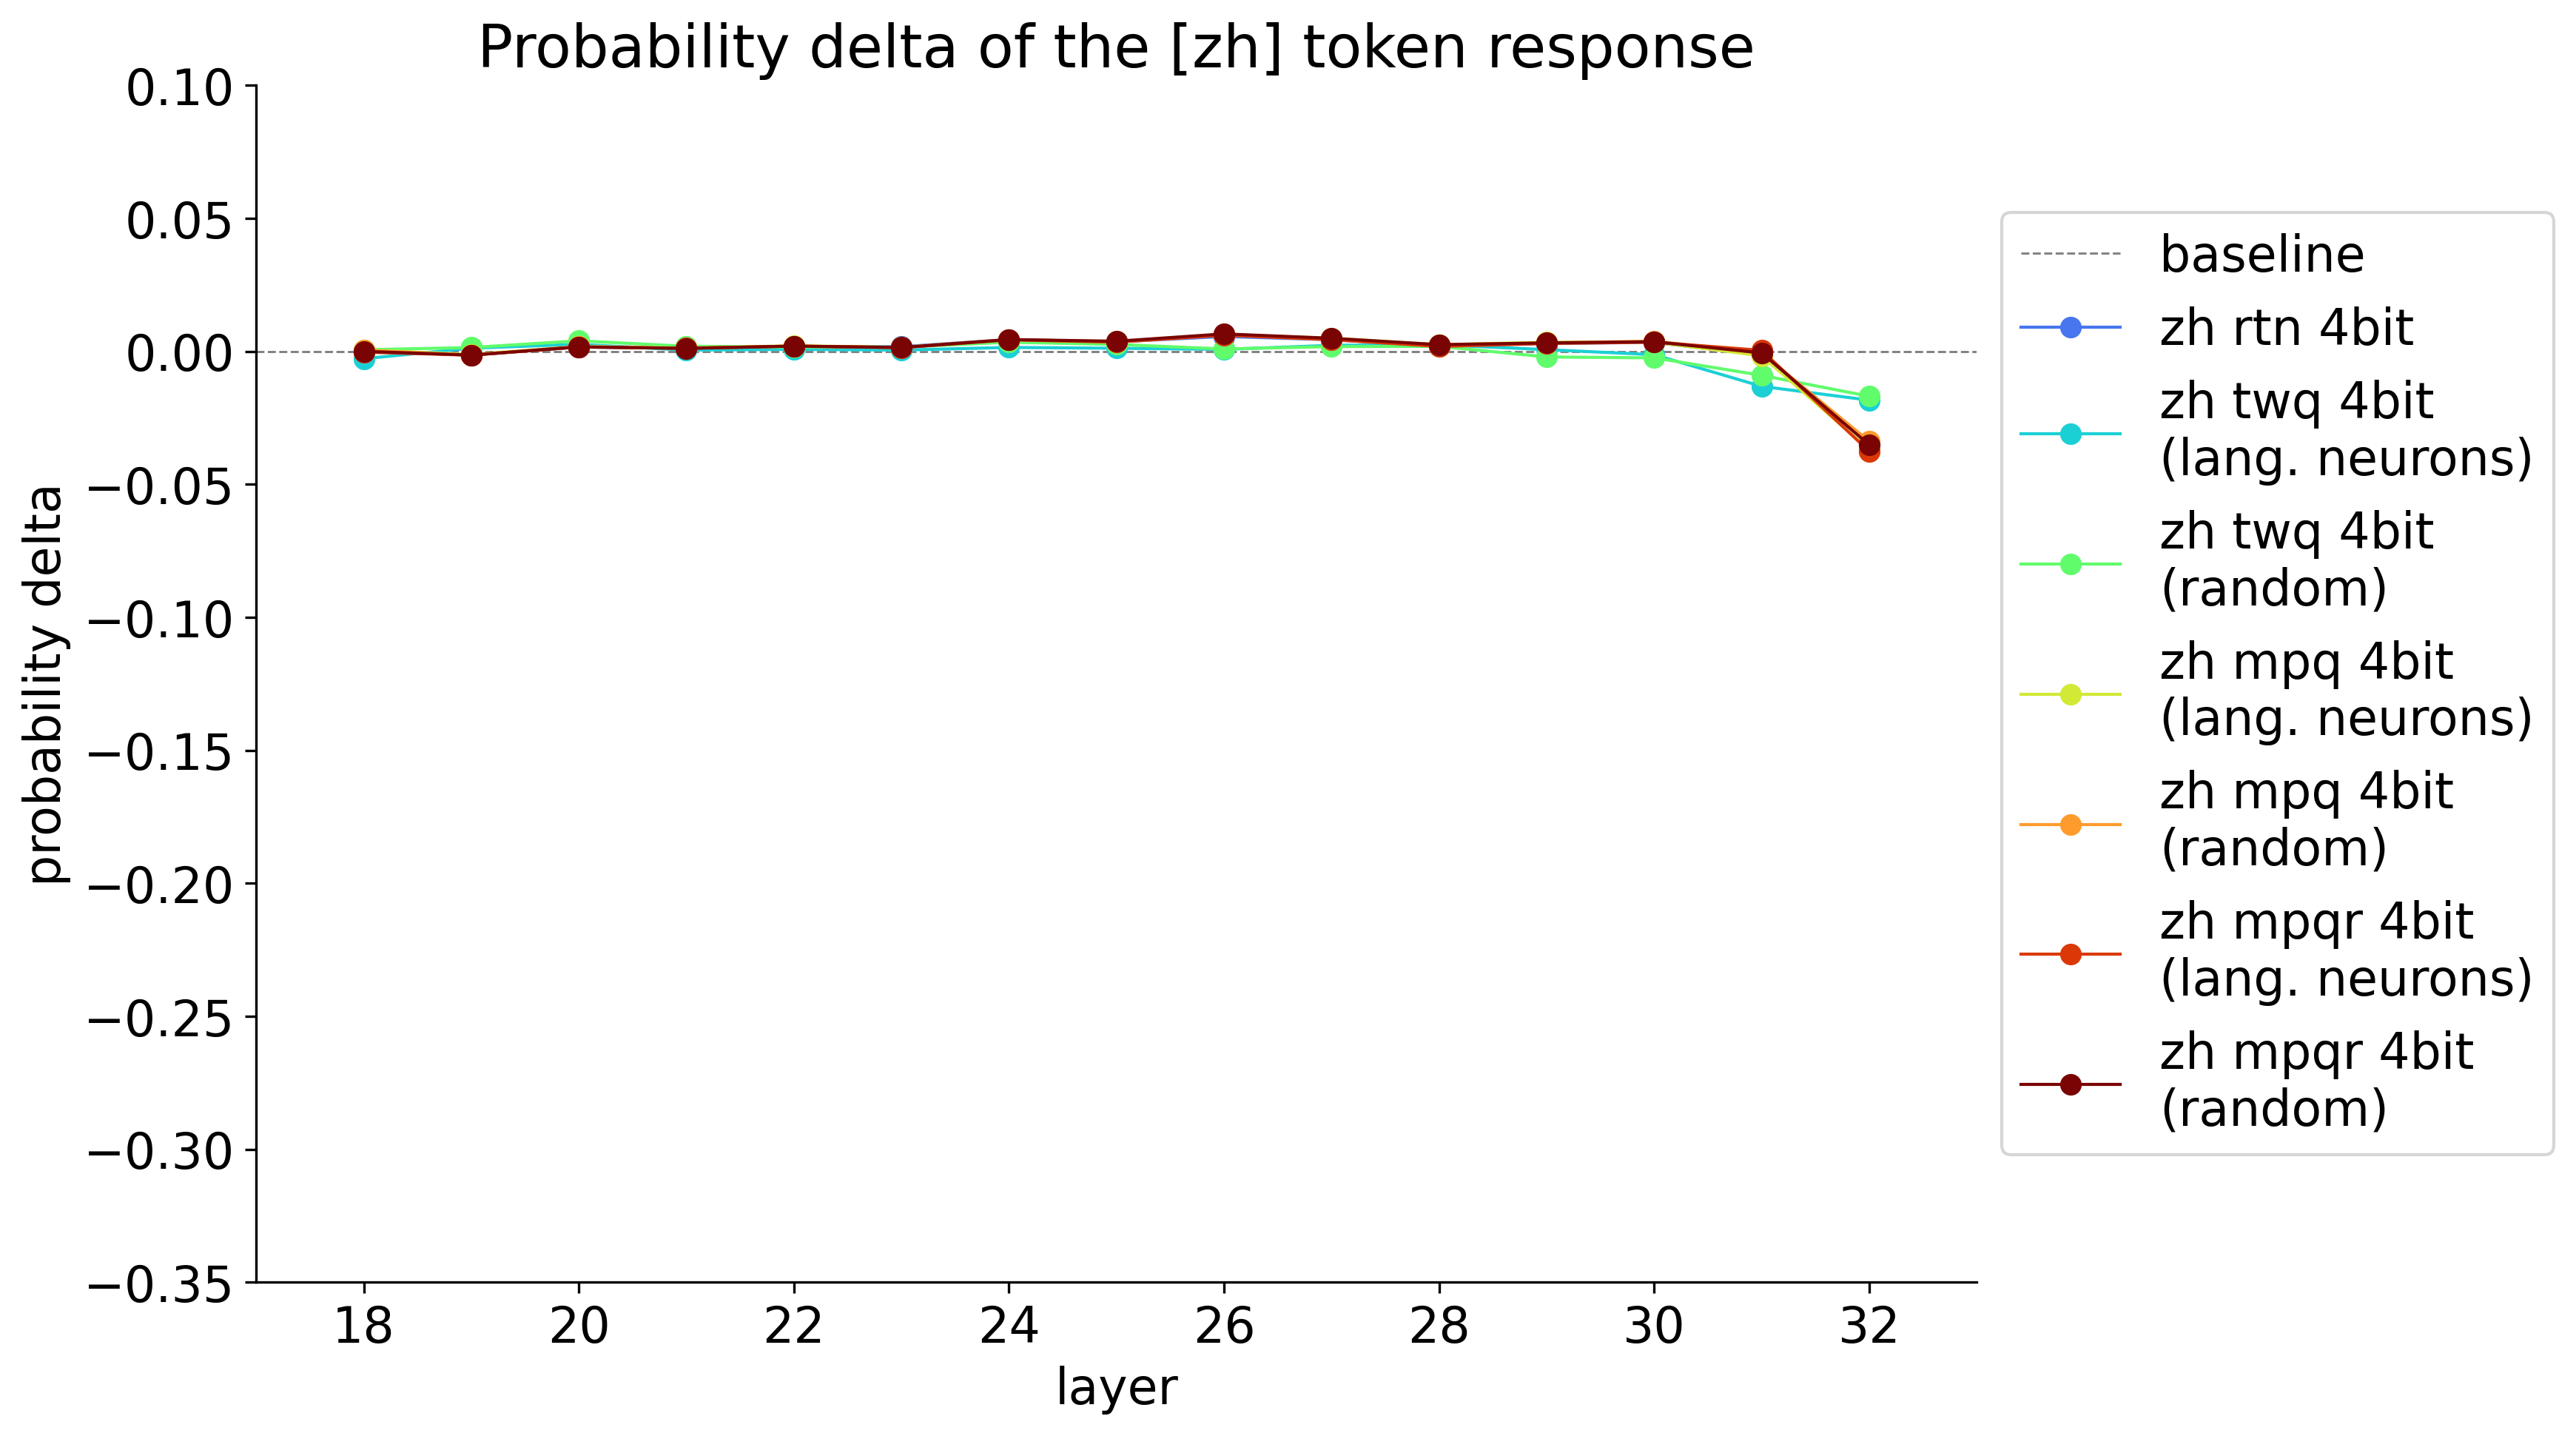 Probability delta of the [zh] token response
0.10
0.05
0.00
−0.05
−0.10
−0.15
−0.20
−0.25
−0.30
−0.35
probability delta
18 20 22 24 26 28 30 32
layer
baseline
zh rtn 4bit
zh twq 4bit
(lang. neurons)
zh twq 4bit
(random)
zh mpq 4bit
(lang. neurons)
zh mpq 4bit
(random)
zh mpqr 4bit
(lang. neurons)
zh mpqr 4bit
(random)